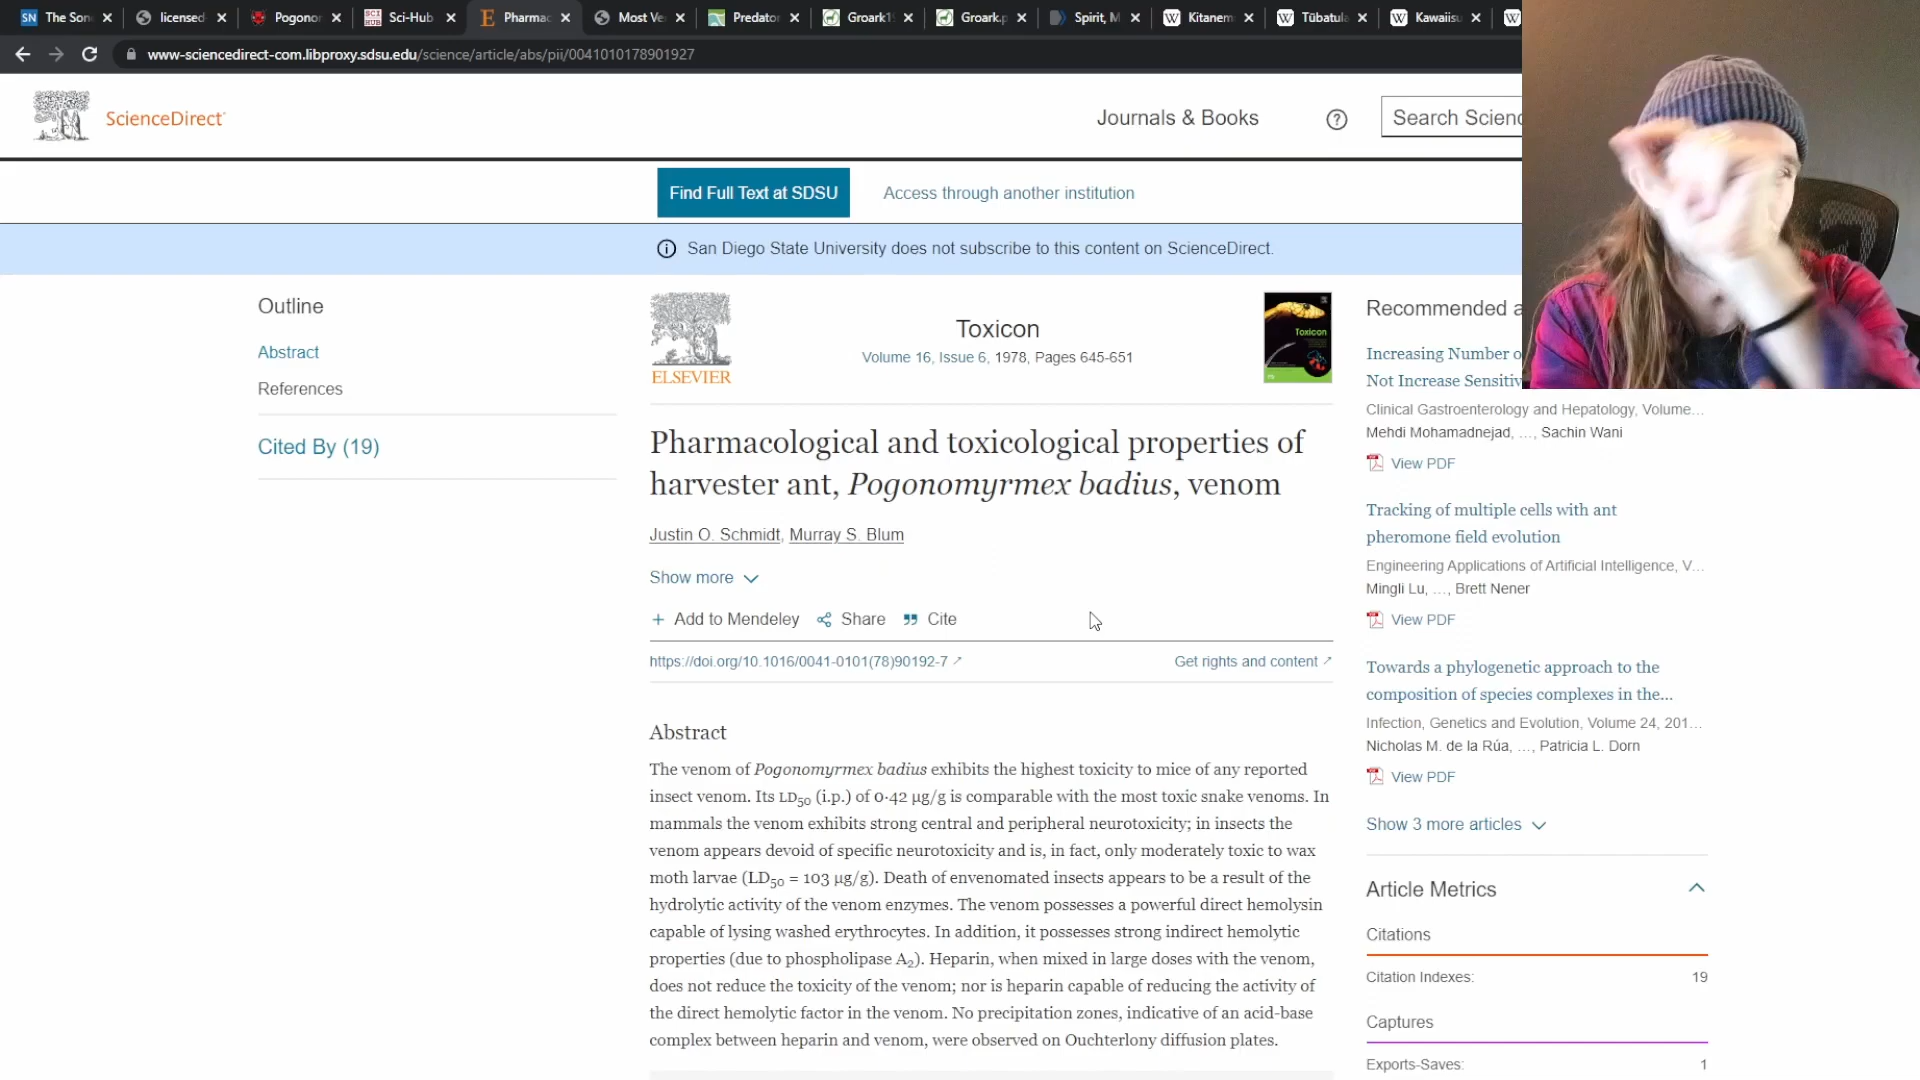 SN The Son licensed Pogonor SCI HUB Sci-Hub E Pharmac Most Ve Predator Groark1 Groark.p Spirit, M W Kitanem W Tübatula W Kawaiisu W
www-sciencedirect-com.libproxy.sdsu.edu/science/article/abs/pii/0041010178901927
ScienceDirect
Journals & Books
?
Search Scienc
Find Full Text at SDSU
Access through another institution
San Diego State University does not subscribe to this content on ScienceDirect.
Outline
Abstract
References
Cited By (19)
ELSEVIER
Toxicon
Volume 16, Issue 6, 1978, Pages 645-651
Toxicon
Pharmacological and toxicological properties of
harvester ant, Pogonomyrmex badius, venom
Justin O. Schmidt, Murray S. Blum
Show more
+ Add to Mendeley Share Cite
https://doi.org/10.1016/0041-0101(78)90192-7 ↗
Get rights and content ↗
Abstract
The venom of Pogonomyrmex badius exhibits the highest toxicity to mice of any reported
insect venom. Its LD50 (i.p.) of 0·42 μg/g is comparable with the most toxic snake venoms. In
mammals the venom exhibits strong central and peripheral neurotoxicity; in insects the
venom appears devoid of specific neurotoxicity and is, in fact, only moderately toxic to wax
moth larvae (LD50 = 103 μg/g). Death of envenomated insects appears to be a result of the
hydrolytic activity of the venom enzymes. The venom possesses a powerful direct hemolysin
capable of lysing washed erythrocytes. In addition, it possesses strong indirect hemolytic
properties (due to phospholipase A2). Heparin, when mixed in large doses with the venom,
does not reduce the toxicity of the venom; nor is heparin capable of reducing the activity of
the direct hemolytic factor in the venom. No precipitation zones, indicative of an acid-base
complex between heparin and venom, were observed on Ouchterlony diffusion plates.
Recommended a
Increasing Number o
Not Increase Sensitiv
Clinical Gastroenterology and Hepatology, Volume...
Mehdi Mohamadnejad, ..., Sachin Wani
View PDF
Tracking of multiple cells with ant
pheromone field evolution
Engineering Applications of Artificial Intelligence, V...
Mingli Lu, ..., Brett Nener
View PDF
Towards a phylogenetic approach to the
composition of species complexes in the...
Infection, Genetics and Evolution, Volume 24, 201...
Nicholas M. de la Rúa, ..., Patricia L. Dorn
View PDF
Show 3 more articles
Article Metrics
Citations
Citation Indexes: 19
Captures
Exports-Saves: 1